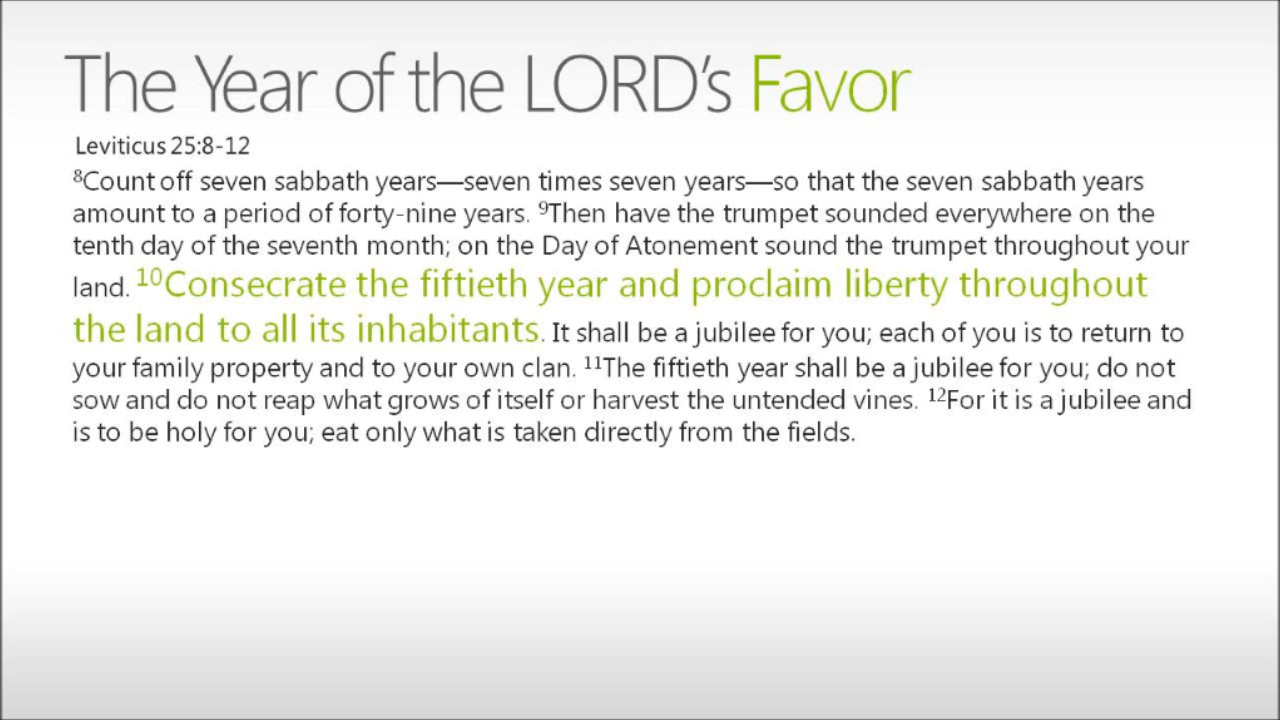 The Year of the LORD's Favor
Leviticus 25:8-12
⁸Count off seven sabbath years—seven times seven years—so that the seven sabbath years
amount to a period of forty-nine years. ⁹Then have the trumpet sounded everywhere on the
tenth day of the seventh month; on the Day of Atonement sound the trumpet throughout your
land. ¹⁰Consecrate the fiftieth year and proclaim liberty throughout
the land to all its inhabitants. It shall be a jubilee for you; each of you is to return to
your family property and to your own clan. ¹¹The fiftieth year shall be a jubilee for you; do not
sow and do not reap what grows of itself or harvest the untended vines. ¹²For it is a jubilee and
is to be holy for you; eat only what is taken directly from the fields.